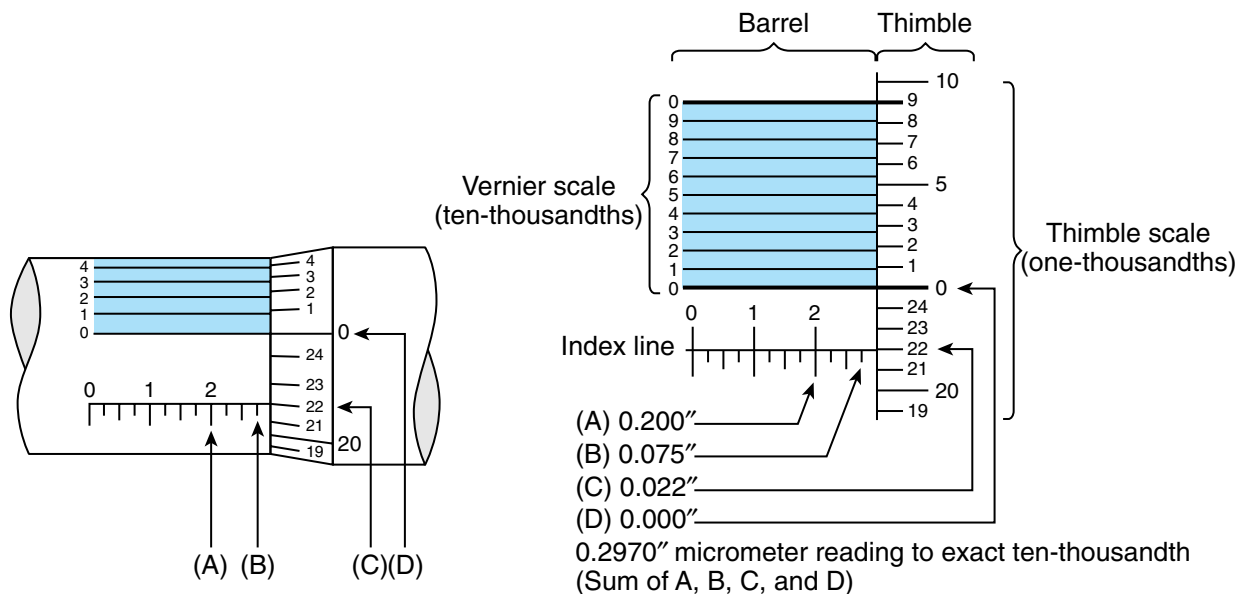 4
3
2
1
0
4
3
2
1
0
24
23
22
21
20
19
0 1 2
(A) (B) (C)(D)
Barrel Thimble
Vernier scale
(ten-thousandths)
0
9
8
7
6
5
4
3
2
1
0
10
9
8
7
6
5
4
3
2
1
0
24
23
22
21
20
19
Thimble scale
(one-thousandths)
0 1 2
Index line
(A) 0.200″
(B) 0.075″
(C) 0.022″
(D) 0.000″
0.2970″ micrometer reading to exact ten-thousandth
(Sum of A, B, C, and D)